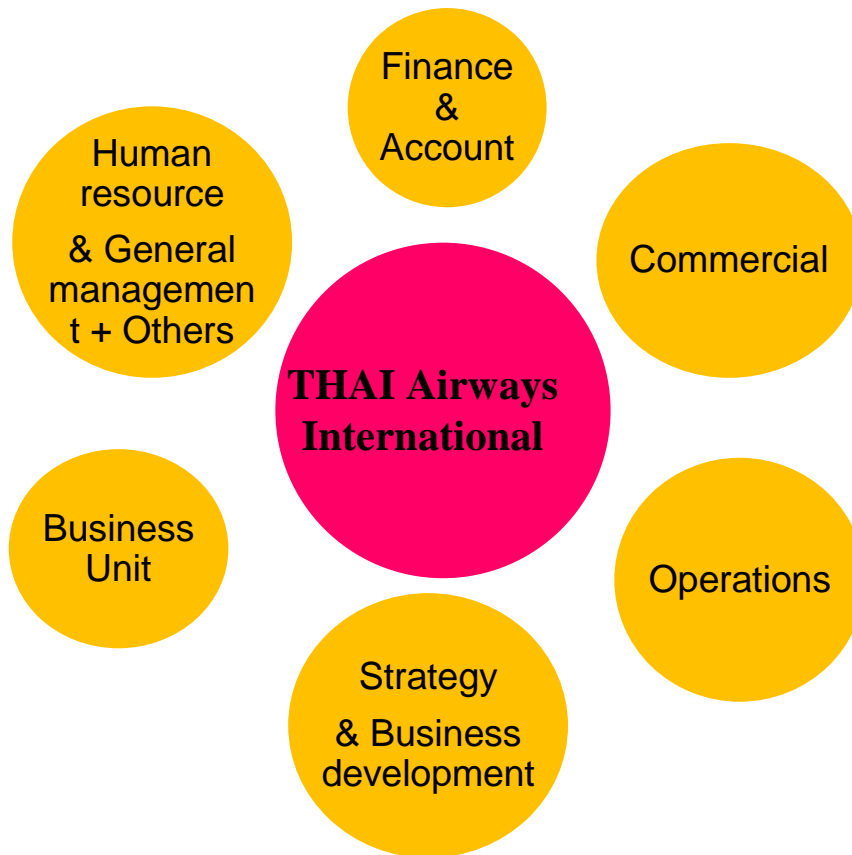 Finance
&
Account
Human
resource
& General
managemen
t + Others
Commercial
THAI Airways
International
Business
Unit
Operations
Strategy
& Business
development